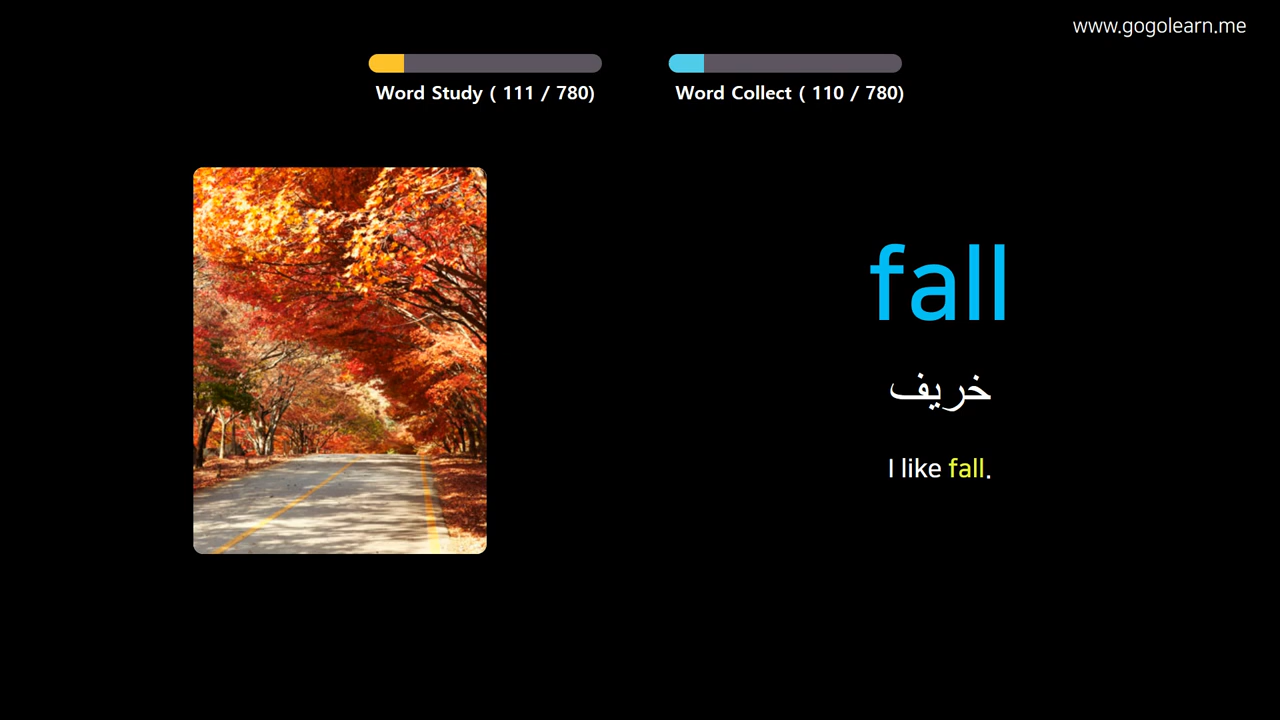 www.gogolearn.me
Word Study ( 111 / 780)
Word Collect ( 110 / 780)
fall
خريف
I like fall.